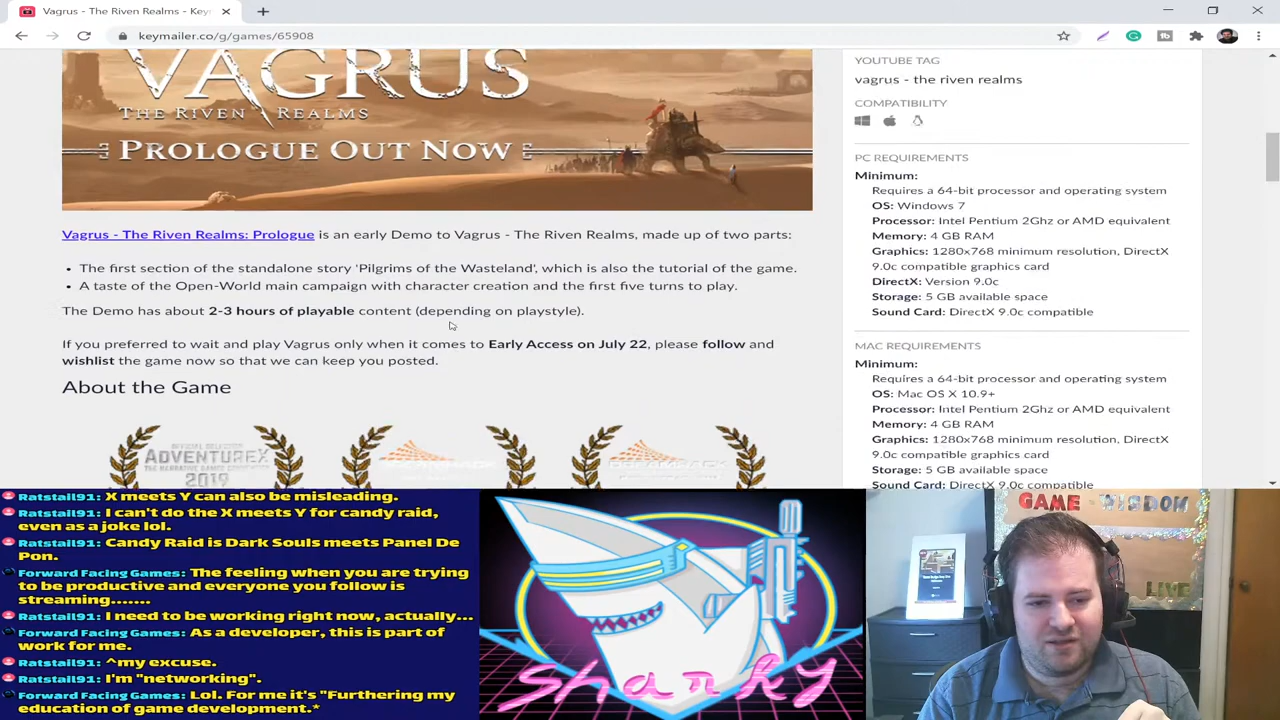 Vagrus - The Riven Realms - Key
keymailer.co/g/games/65908
VAGRUS
THE RIVEN REALMS
PROLOGUE OUT NOW
Vagrus - The Riven Realms: Prologue is an early Demo to Vagrus - The Riven Realms, made up of two parts:
• The first section of the standalone story 'Pilgrims of the Wasteland', which is also the tutorial of the game.
• A taste of the Open-World main campaign with character creation and the first five turns to play.
The Demo has about 2-3 hours of playable content (depending on playstyle).
If you preferred to wait and play Vagrus only when it comes to Early Access on July 22, please follow and
wishlist the game now so that we can keep you posted.
About the Game
OFFICIAL SELECTION
ADVENTUREX
2019
YOUTUBE TAG
vagrus - the riven realms
COMPATIBILITY
PC REQUIREMENTS
Minimum:
Requires a 64-bit processor and operating system
OS: Windows 7
Processor: Intel Pentium 2Ghz or AMD equivalent
Memory: 4 GB RAM
Graphics: 1280x768 minimum resolution, DirectX
9.0c compatible graphics card
DirectX: Version 9.0c
Storage: 5 GB available space
Sound Card: DirectX 9.0c compatible
MAC REQUIREMENTS
Minimum:
Requires a 64-bit processor and operating system
OS: Mac OS X 10.9+
Processor: Intel Pentium 2Ghz or AMD equivalent
Memory: 4 GB RAM
Graphics: 1280x768 minimum resolution, DirectX
9.0c compatible graphics card
Storage: 5 GB available space
Sound Card: DirectX 9.0c compatible
Ratstail91: X meets Y can also be misleading.
Ratstail91: I can't do the X meets Y for candy raid,
even as a joke lol.
Ratstail91: Candy Raid is Dark Souls meets Panel De
Pon.
Forward Facing Games: The feeling when you are trying
to be productive and everyone you follow is
streaming.......
Ratstail91: I need to be working right now, actually...
Forward Facing Games: As a developer, this is part of
work for me.
Ratstail91: ^my excuse.
Ratstail91: I'm "networking".
Forward Facing Games: Lol. For me it's "Furthering my
education of game development.*
sharky
GAME-WISDOM
LIVE